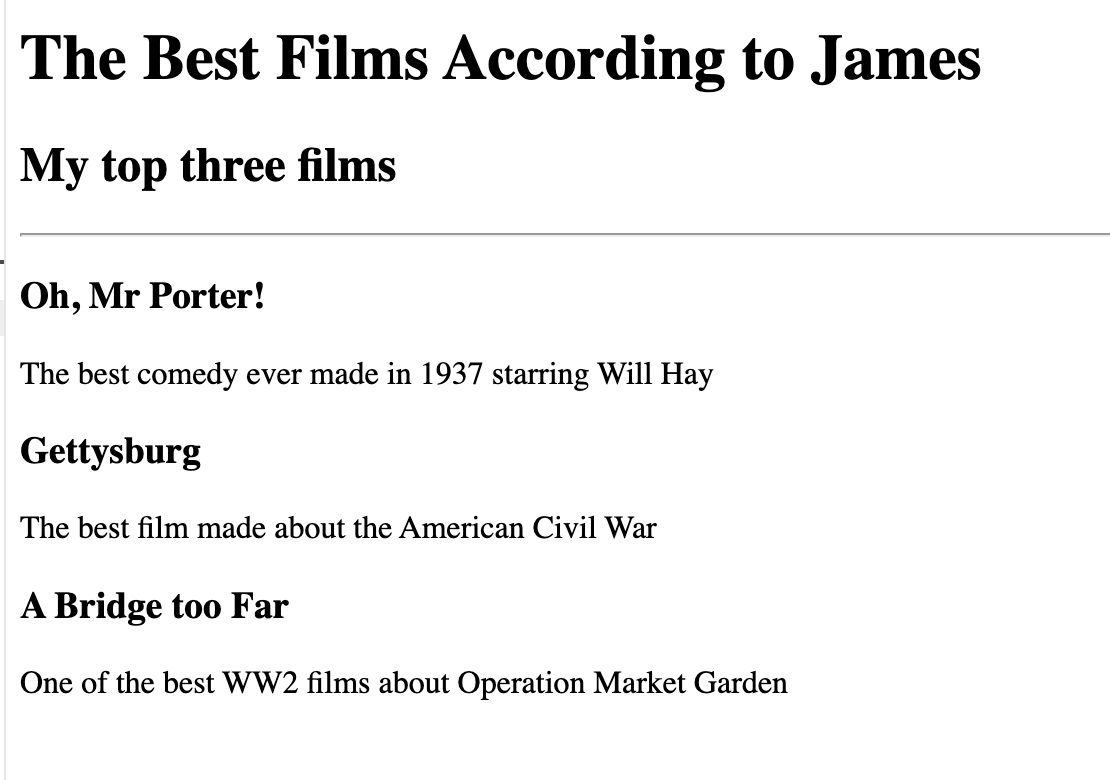 The Best Films According to James
My top three films
Oh, Mr Porter!
The best comedy ever made in 1937 starring Will Hay
Gettysburg
The best film made about the American Civil War
A Bridge too Far
One of the best WW2 films about Operation Market Garden